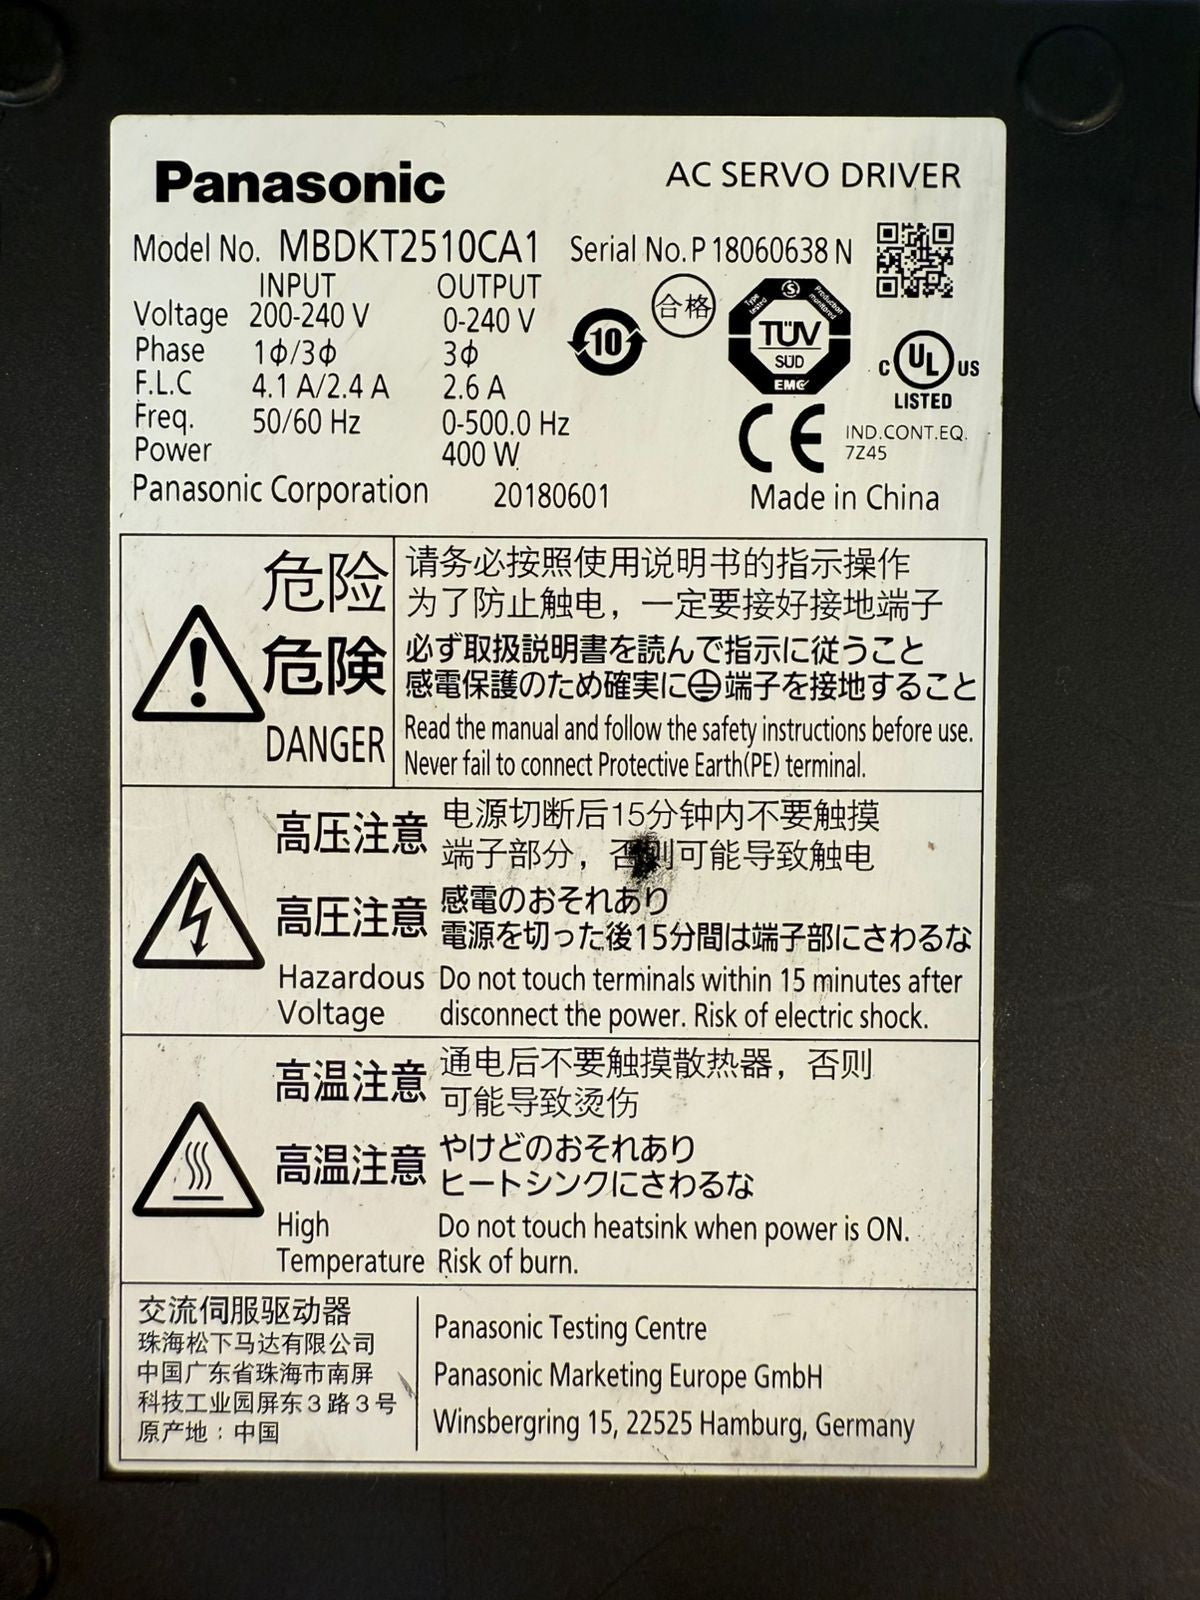 Panasonic AC SERVO DRIVER
Model No. MBDKT2510CA1 Serial No. P 18060638 N
INPUT OUTPUT
Voltage 200-240 V 0-240 V
Phase 1ϕ/3ϕ 3ϕ
F.L.C 4.1 A/2.4 A 2.6 A
Freq. 50/60 Hz 0-500.0 Hz
Power 400 W
Panasonic Corporation 20180601
10
合格
Type tested
Production monitored
TÜV
SÜD
EMC
C UL US
LISTED
CE
IND.CONT.EQ.
7Z45
Made in China
危险
危険
DANGER
请务必按照使用说明书的指示操作
为了防止触电，一定要接好接地端子
必ず取扱説明書を読んで指示に従うこと
感電保護のため確実に端子を接地すること
Read the manual and follow the safety instructions before use.
Never fail to connect Protective Earth(PE) terminal.
高压注意
电源切断后15分钟内不要触摸
端子部分，否则可能导致触电
高圧注意
感電のおそれあり
電源を切った後15分間は端子部にさわるな
Hazardous
Voltage
Do not touch terminals within 15 minutes after
disconnect the power. Risk of electric shock.
高温注意
通电后不要触摸散热器，否则
可能导致烫伤
高温注意
やけどのおそれあり
ヒートシンクにさわるな
High
Temperature
Do not touch heatsink when power is ON.
Risk of burn.
交流伺服驱动器
珠海松下马达有限公司
中国广东省珠海市南屏
科技工业园屏东3路3号
原产地：中国
Panasonic Testing Centre
Panasonic Marketing Europe GmbH
Winsbergring 15, 22525 Hamburg, Germany